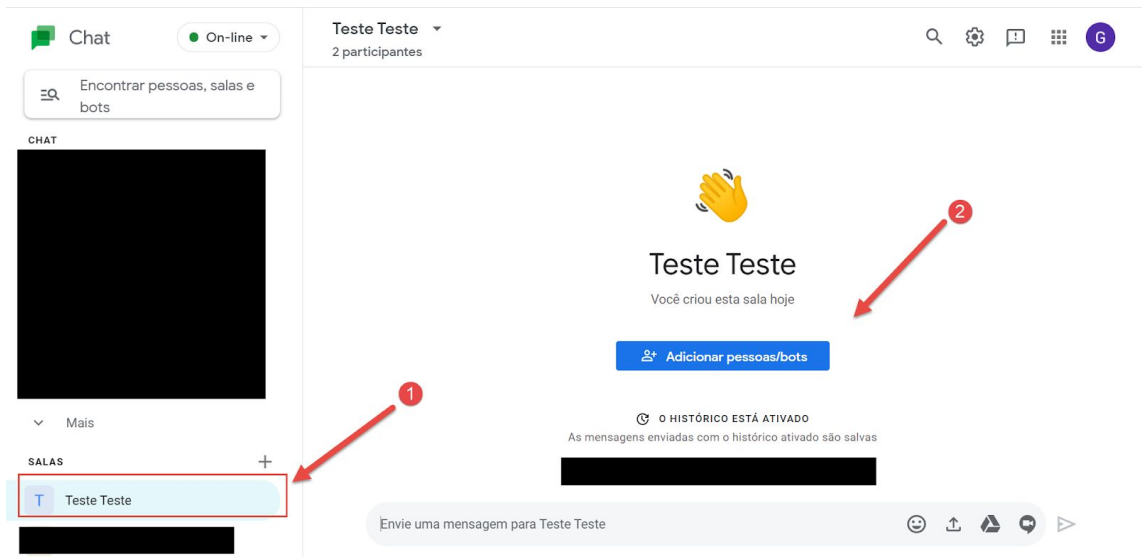 Chat
On-line
Encontrar pessoas, salas e
bots
CHAT
Mais
SALAS
T Teste Teste
1
Teste Teste
2 participantes
G
2
Teste Teste
Você criou esta sala hoje
Adicionar pessoas/bots
O HISTÓRICO ESTÁ ATIVADO
As mensagens enviadas com o histórico ativado são salvas
Envie uma mensagem para Teste Teste